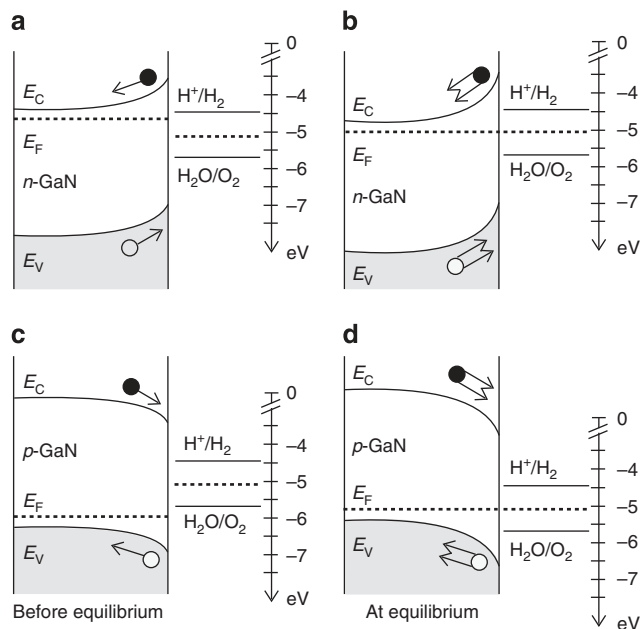 a
E_C
E_F
n-GaN
E_V
H⁺/H₂
H₂O/O₂
0
−4
−5
−6
−7
eV
b
E_C
E_F
n-GaN
E_V
H⁺/H₂
H₂O/O₂
0
−4
−5
−6
−7
eV
c
E_C
p-GaN
E_F
E_V
H⁺/H₂
H₂O/O₂
0
−4
−5
−6
−7
eV
Before equilibrium
d
E_C
p-GaN
E_F
E_V
H⁺/H₂
H₂O/O₂
0
−4
−5
−6
−7
eV
At equilibrium